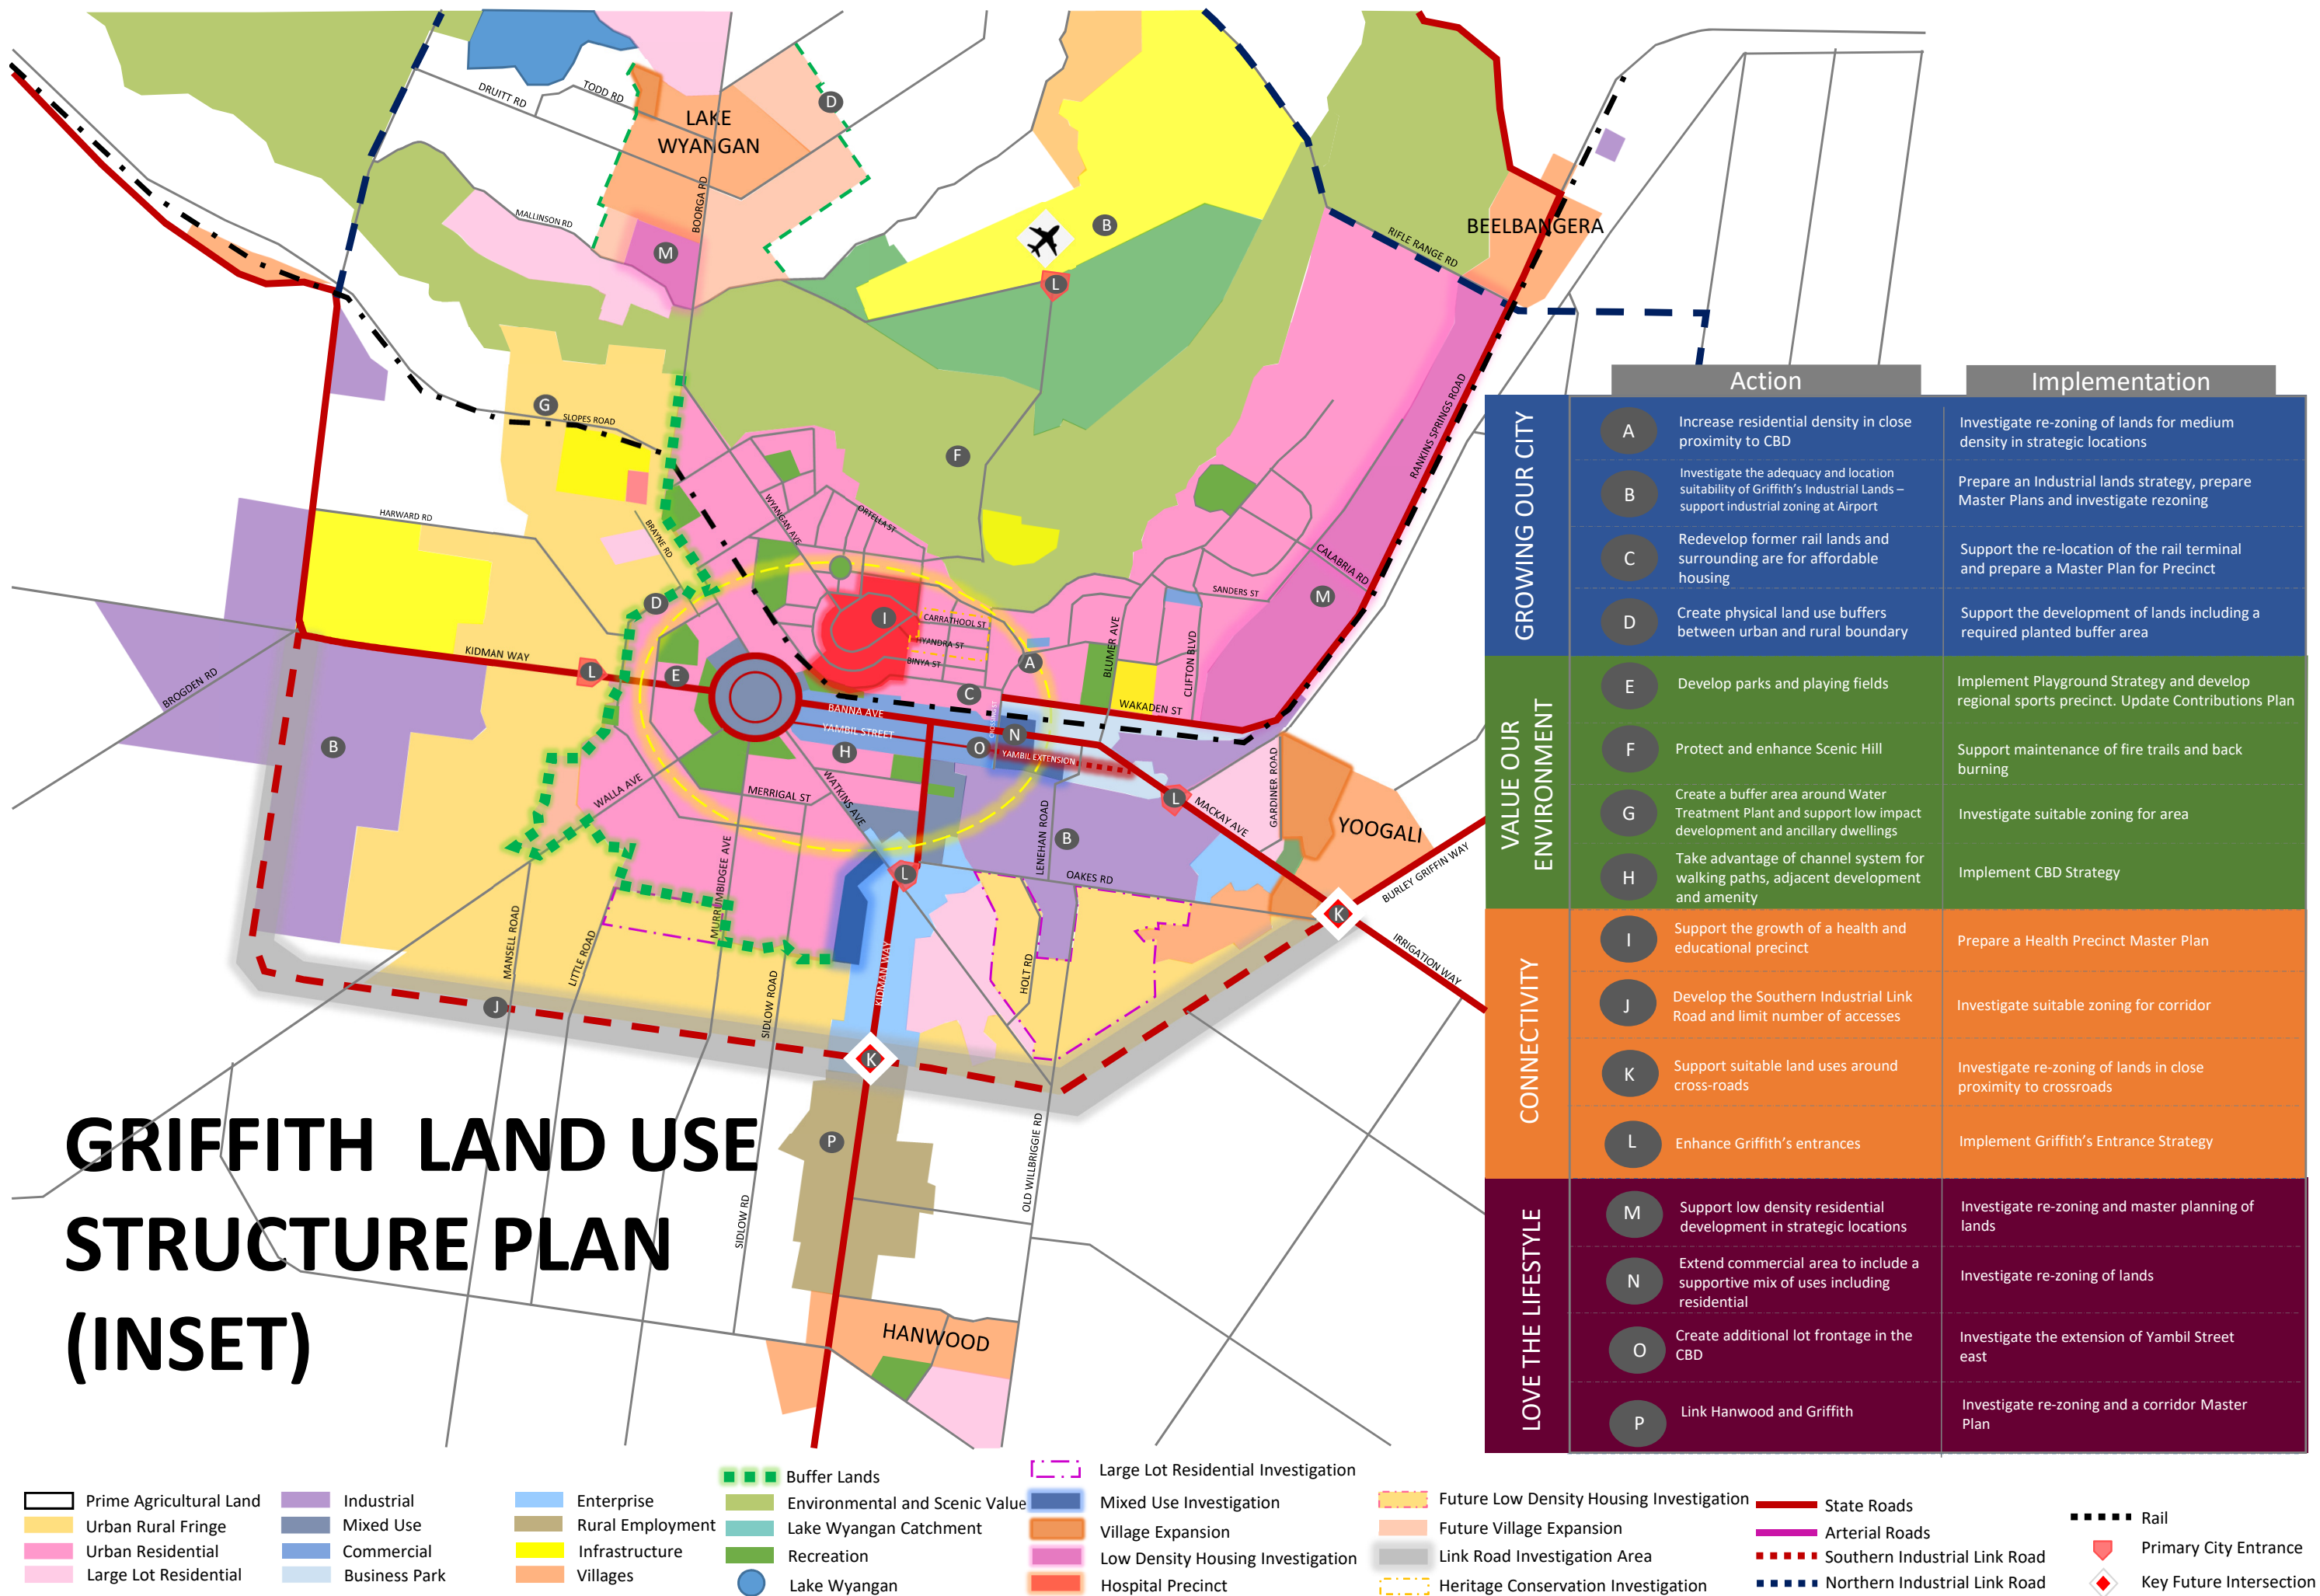 DRUITT RD
TODD RD
LAKE
WYANGAN
D
MALLINSON RD
BOORGA RD
M
B
L
BEELBANGERA
RIFLE RANGE RD
RANKINS SPRINGS ROAD
G
SLOPES ROAD
F
WYANGAN AVE
ORTELLA ST
HARWARD RD
BRAYNE RD
CALABRIA RD
SANDERS ST
M
D
I
CARRATHOOL ST
HYANDRA ST
BINYA ST
A
BLUMER AVE
CLIFTON BLVD
KIDMAN WAY
L
E
C
WAKADEN ST
BROGDEN RD
BANNA AVE
YAMBIL STREET
CROSSING ST
N
O
YAMBIL EXTENSION
B
H
WALLA AVE
MERRIGAL ST
WATKINS AVE
L
MACKAY AVE
GARDINER ROAD
YOOGALI
LENEHAN ROAD
B
MURRUMBIDGEE AVE
L
OAKES RD
BURLEY GRIFFIN WAY
K
IRRIGATION WAY
MANSELL ROAD
LITTLE ROAD
SIDLOW ROAD
KIDMAN WAY
HOLT RD
J
K
P
OLD WILLBRIGGIE RD
SIDLOW RD
HANWOOD
GRIFFITH LAND USE
STRUCTURE PLAN
(INSET)
Action
Implementation
GROWING OUR CITY
A
Increase residential density in close
proximity to CBD
Investigate re-zoning of lands for medium
density in strategic locations
B
Investigate the adequacy and location
suitability of Griffith's Industrial Lands –
support industrial zoning at Airport
Prepare an Industrial lands strategy, prepare
Master Plans and investigate rezoning
C
Redevelop former rail lands and
surrounding are for affordable
housing
Support the re-location of the rail terminal
and prepare a Master Plan for Precinct
D
Create physical land use buffers
between urban and rural boundary
Support the development of lands including a
required planted buffer area
VALUE OUR
ENVIRONMENT
E
Develop parks and playing fields
Implement Playground Strategy and develop
regional sports precinct. Update Contributions Plan
F
Protect and enhance Scenic Hill
Support maintenance of fire trails and back
burning
G
Create a buffer area around Water
Treatment Plant and support low impact
development and ancillary dwellings
Investigate suitable zoning for area
H
Take advantage of channel system for
walking paths, adjacent development
and amenity
Implement CBD Strategy
CONNECTIVITY
I
Support the growth of a health and
educational precinct
Prepare a Health Precinct Master Plan
J
Develop the Southern Industrial Link
Road and limit number of accesses
Investigate suitable zoning for corridor
K
Support suitable land uses around
cross-roads
Investigate re-zoning of lands in close
proximity to crossroads
L
Enhance Griffith's entrances
Implement Griffith's Entrance Strategy
LOVE THE LIFESTYLE
M
Support low density residential
development in strategic locations
Investigate re-zoning and master planning of
lands
N
Extend commercial area to include a
supportive mix of uses including
residential
Investigate re-zoning of lands
O
Create additional lot frontage in the
CBD
Investigate the extension of Yambil Street
east
P
Link Hanwood and Griffith
Investigate re-zoning and a corridor Master
Plan
Prime Agricultural Land
Urban Rural Fringe
Urban Residential
Large Lot Residential
Industrial
Mixed Use
Commercial
Business Park
Enterprise
Rural Employment
Infrastructure
Villages
Buffer Lands
Environmental and Scenic Value
Lake Wyangan Catchment
Recreation
Lake Wyangan
Large Lot Residential Investigation
Mixed Use Investigation
Village Expansion
Low Density Housing Investigation
Hospital Precinct
Future Low Density Housing Investigation
Future Village Expansion
Link Road Investigation Area
Heritage Conservation Investigation
State Roads
Arterial Roads
Southern Industrial Link Road
Northern Industrial Link Road
Rail
Primary City Entrance
Key Future Intersection